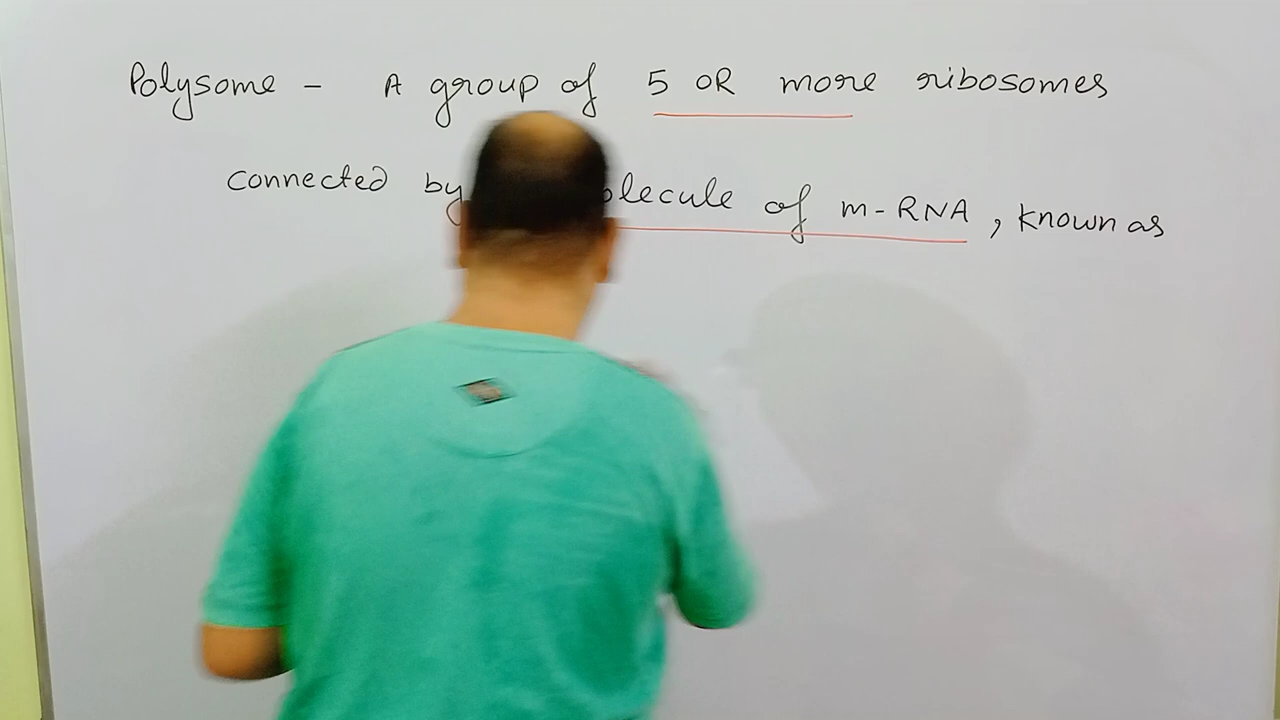 Polysome - A group of 5 OR more ribosomes
connected by olecule of m-RNA, known as